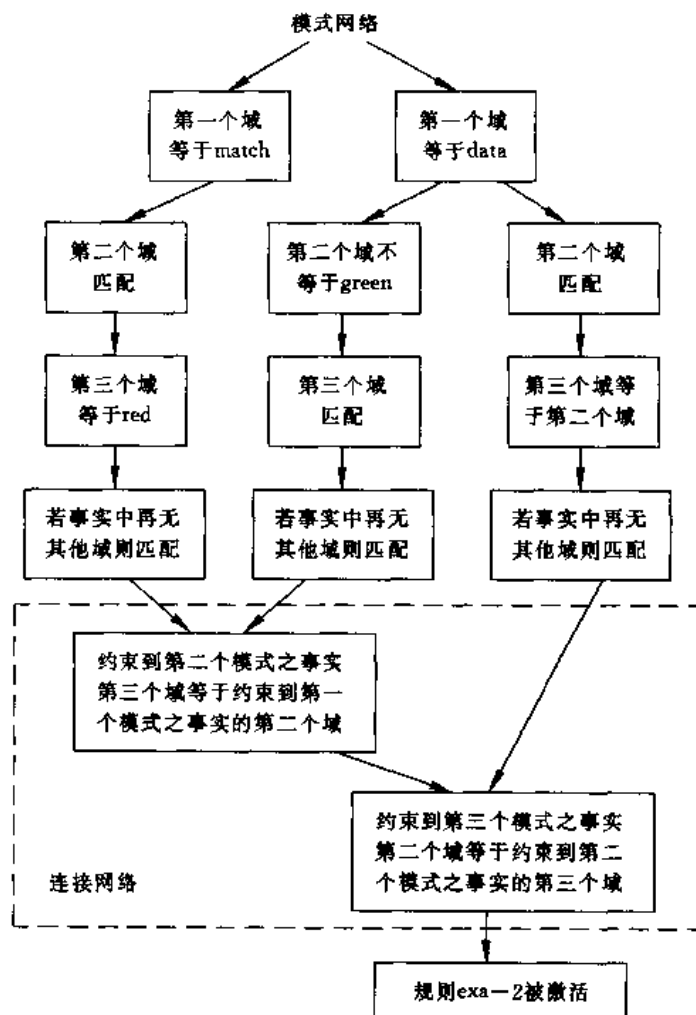 模式网络
第一个域
等于match
第一个域
等于data
第二个域
匹配
第二个域不
等于green
第二个域
匹配
第三个域
等于red
第三个域
匹配
第三个域等
于第二个域
若事实中再无
其他域则匹配
若事实中再无
其他域则匹配
若事实中再无
其他域则匹配
约束到第二个模式之事实
第三个域等于约束到第一
个模式之事实的第二个域
约束到第三个模式之事实
第二个域等于约束到第二
个模式之事实的第三个域
连接网络
规则exa-2被激活